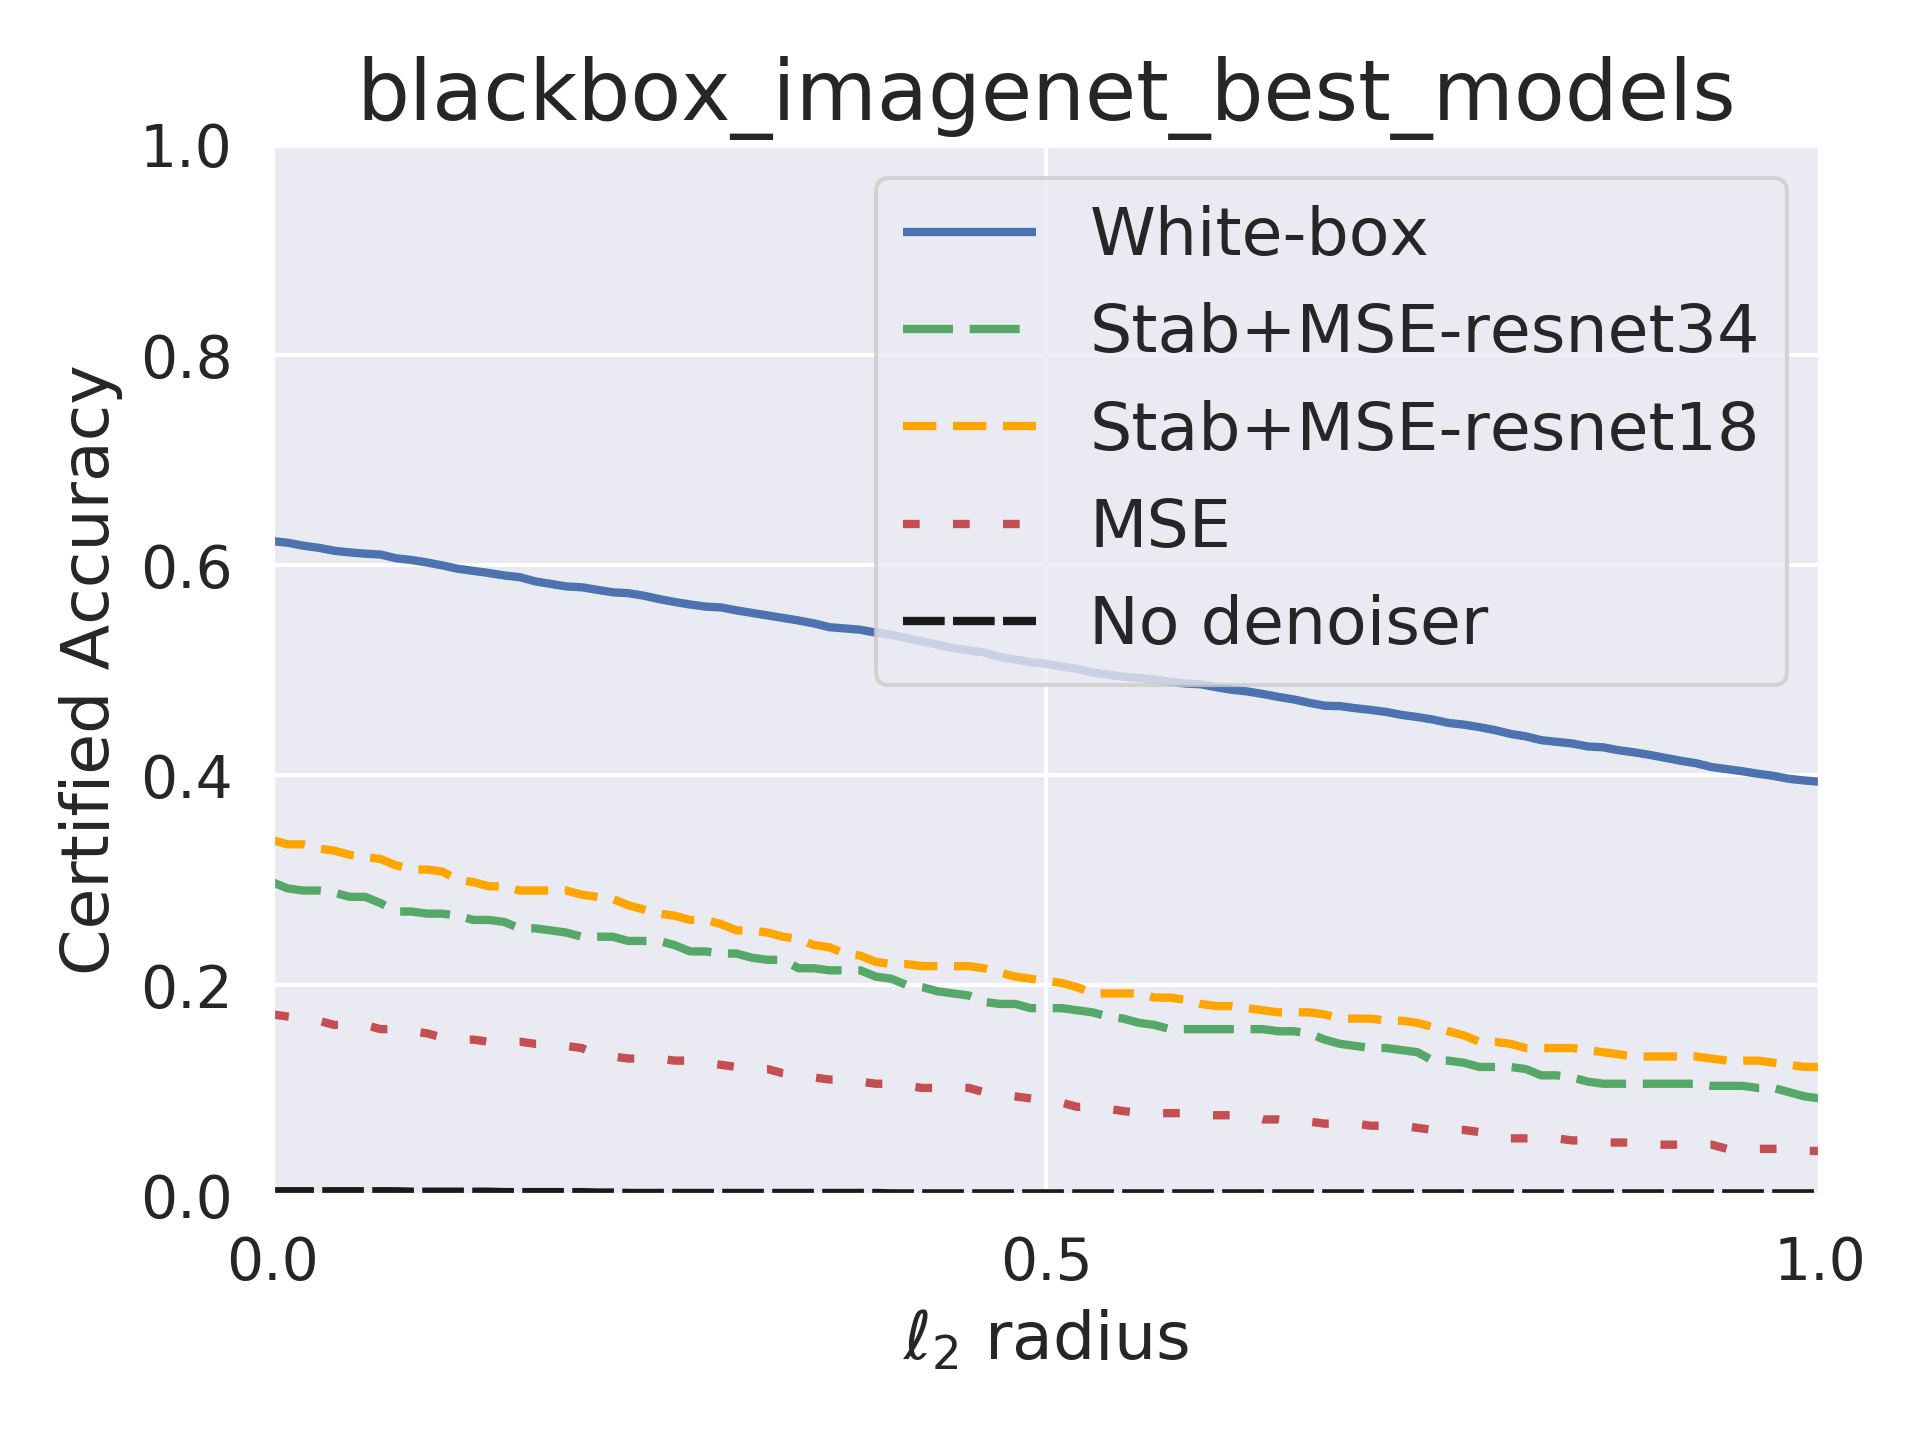 blackbox_imagenet_best_models
1.0
0.8
0.6
0.4
0.2
0.0
Certified Accuracy
White-box
Stab+MSE-resnet34
Stab+MSE-resnet18
MSE
No denoiser
0.0 0.5 1.0
ℓ₂ radius